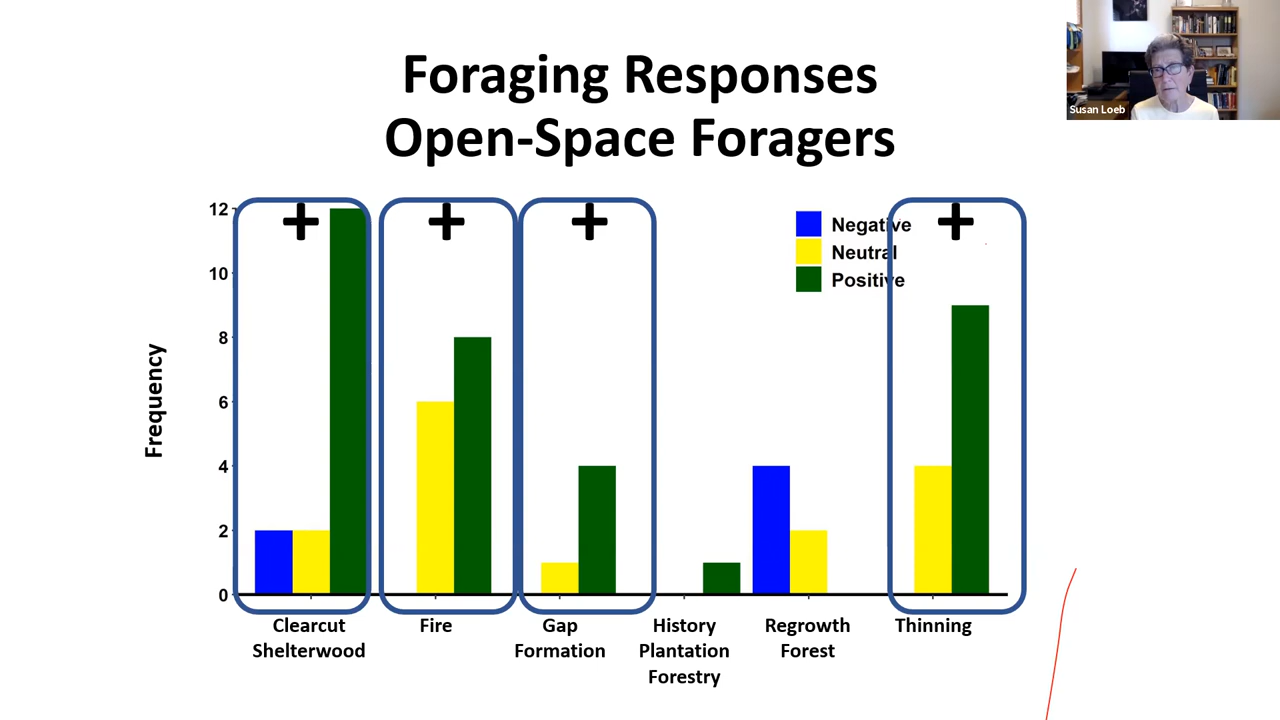 Foraging Responses
Open-Space Foragers
Susan Loeb
12
10
8
6
4
2
0
Frequency
+
+
+
+
Negative
Neutral
Positive
Clearcut
Shelterwood
Fire
Gap
Formation
History
Plantation
Forestry
Regrowth
Forest
Thinning